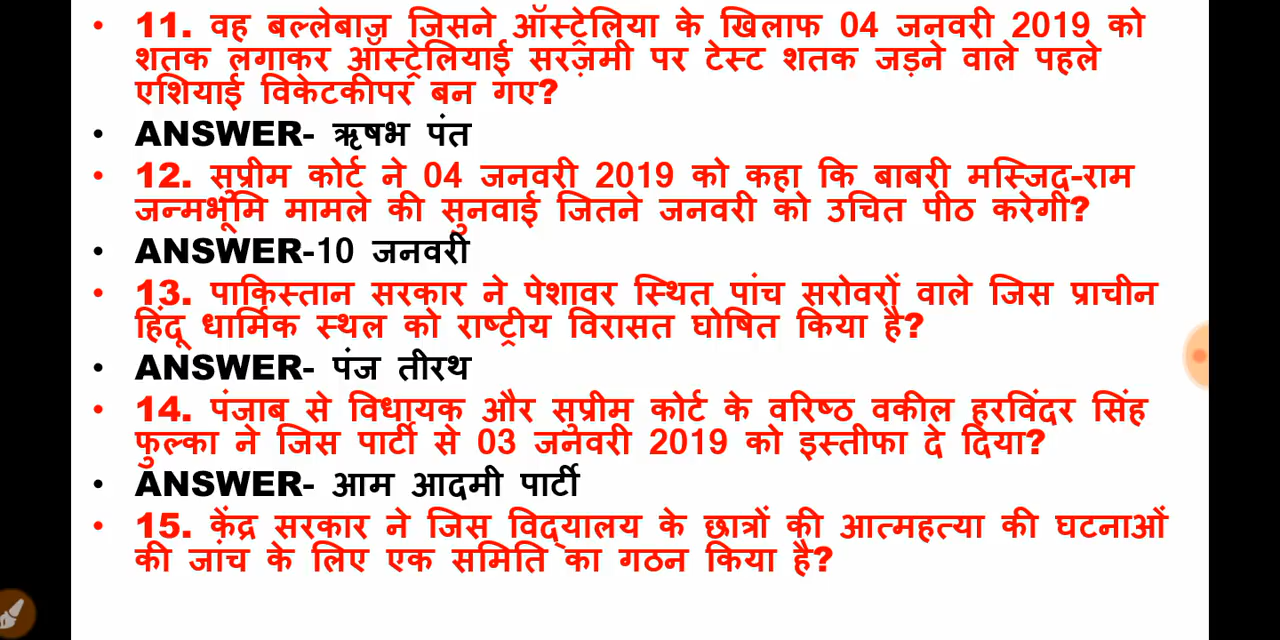 • 11. वह बल्लेबाज़ जिसने ऑस्ट्रेलिया के खिलाफ 04 जनवरी 2019 को
शतक लगाकर ऑस्ट्रेलियाई सरज़मी पर टेस्ट शतक जड़ने वाले पहले
एशियाई विकेटकीपर बन गए?
• ANSWER- ऋषभ पंत
• 12. सुप्रीम कोर्ट ने 04 जनवरी 2019 को कहा कि बाबरी मस्जिद-राम
जन्मभूमि मामले की सुनवाई जितने जनवरी को उचित पीठ करेगी?
• ANSWER-10 जनवरी
• 13. पाकिस्तान सरकार ने पेशावर स्थित पांच सरोवरों वाले जिस प्राचीन
हिंदू धार्मिक स्थल को राष्ट्रीय विरासत घोषित किया है?
• ANSWER- पंज तीरथ
• 14. पंजाब से विधायक और सुप्रीम कोर्ट के वरिष्ठ वकील हरविंदर सिंह
फुल्का ने जिस पार्टी से 03 जनवरी 2019 को इस्तीफा दे दिया?
• ANSWER- आम आदमी पार्टी
• 15. केंद्र सरकार ने जिस विद्यालय के छात्रों की आत्महत्या की घटनाओं
की जांच के लिए एक समिति का गठन किया है?